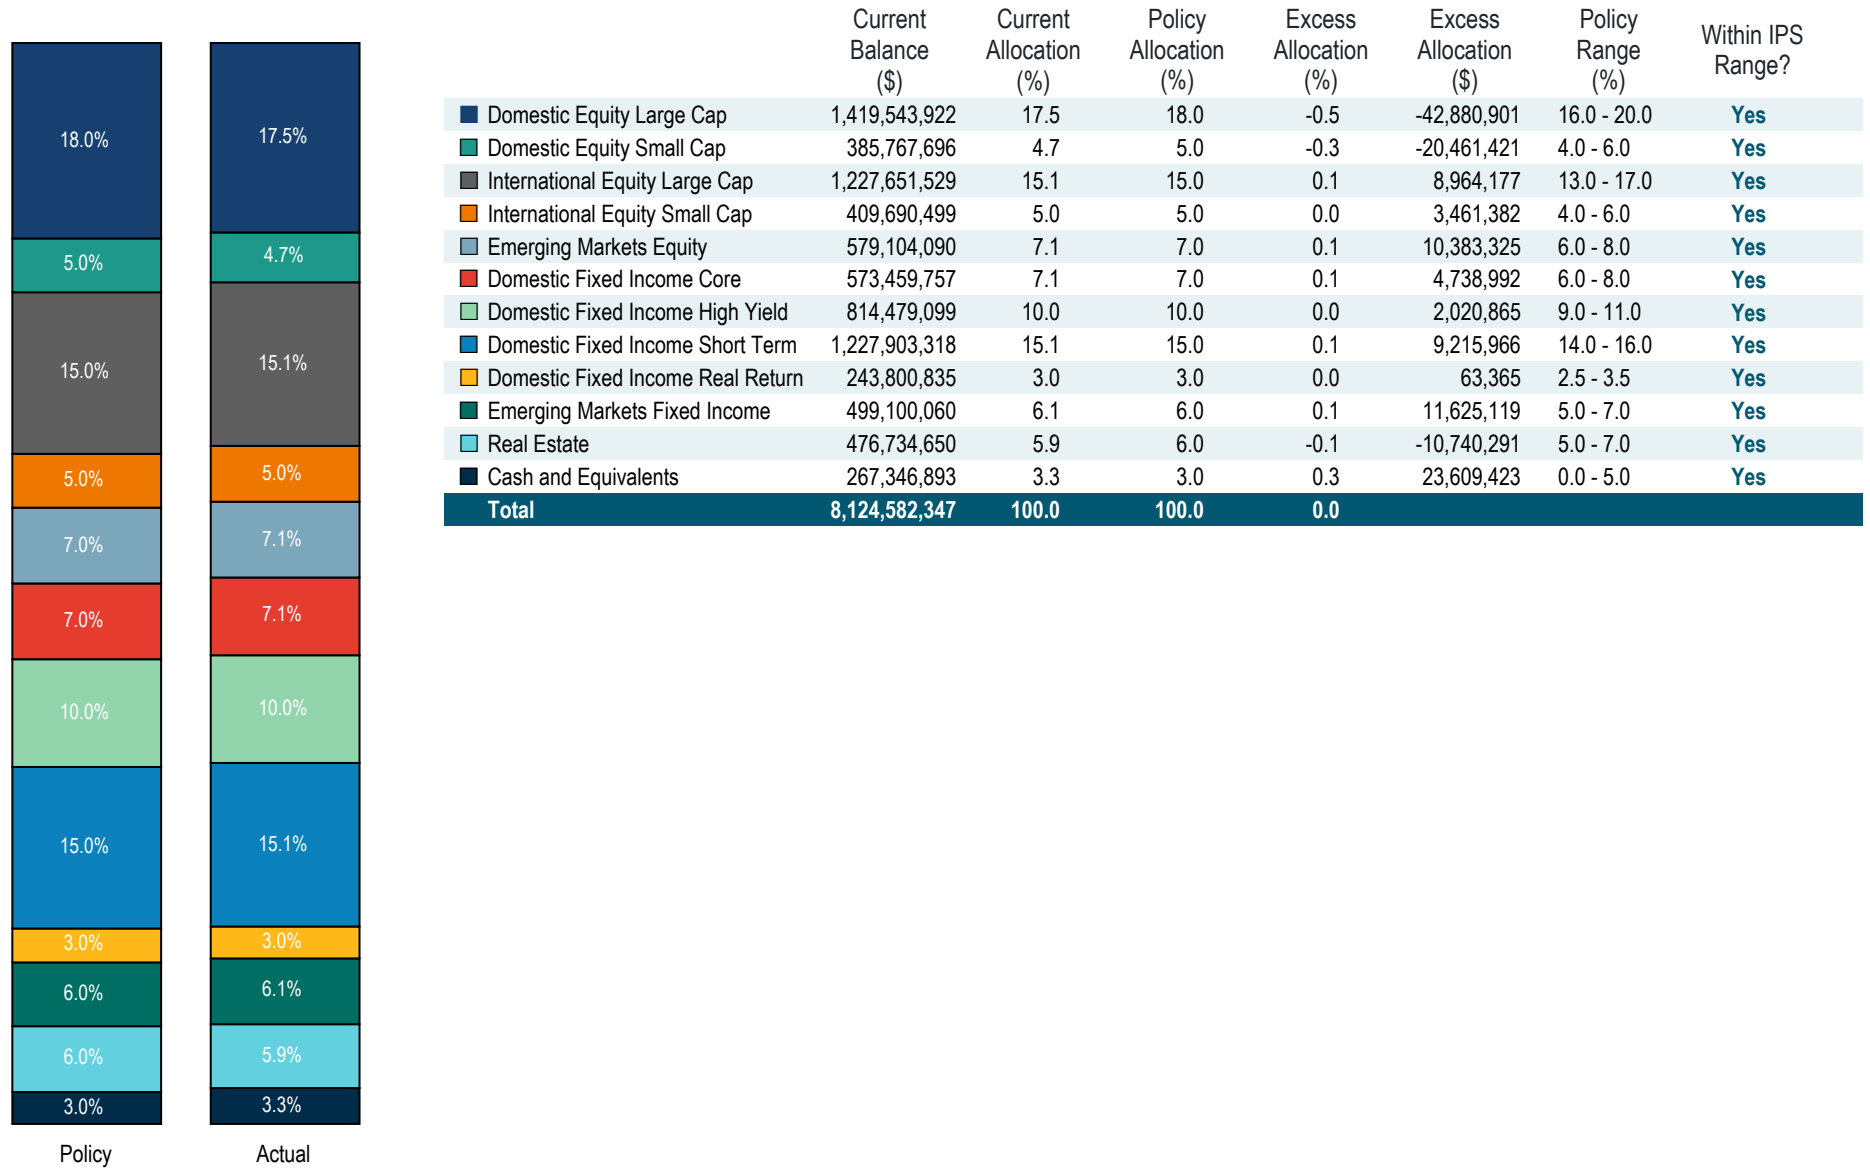 18.0%
5.0%
15.0%
5.0%
7.0%
7.0%
10.0%
15.0%
3.0%
6.0%
6.0%
3.0%
Policy
17.5%
4.7%
15.1%
5.0%
7.1%
7.1%
10.0%
15.1%
3.0%
6.1%
5.9%
3.3%
Actual
Current Balance ($) Current Allocation (%) Policy Allocation (%) Excess Allocation (%) Excess Allocation ($) Policy Range (%) Within IPS Range?
Domestic Equity Large Cap 1,419,543,922 17.5 18.0 -0.5 -42,880,901 16.0 - 20.0 Yes
Domestic Equity Small Cap 385,767,696 4.7 5.0 -0.3 -20,461,421 4.0 - 6.0 Yes
International Equity Large Cap 1,227,651,529 15.1 15.0 0.1 8,964,177 13.0 - 17.0 Yes
International Equity Small Cap 409,690,499 5.0 5.0 0.0 3,461,382 4.0 - 6.0 Yes
Emerging Markets Equity 579,104,090 7.1 7.0 0.1 10,383,325 6.0 - 8.0 Yes
Domestic Fixed Income Core 573,459,757 7.1 7.0 0.1 4,738,992 6.0 - 8.0 Yes
Domestic Fixed Income High Yield 814,479,099 10.0 10.0 0.0 2,020,865 9.0 - 11.0 Yes
Domestic Fixed Income Short Term 1,227,903,318 15.1 15.0 0.1 9,215,966 14.0 - 16.0 Yes
Domestic Fixed Income Real Return 243,800,835 3.0 3.0 0.0 63,365 2.5 - 3.5 Yes
Emerging Markets Fixed Income 499,100,060 6.1 6.0 0.1 11,625,119 5.0 - 7.0 Yes
Real Estate 476,734,650 5.9 6.0 -0.1 -10,740,291 5.0 - 7.0 Yes
Cash and Equivalents 267,346,893 3.3 3.0 0.3 23,609,423 0.0 - 5.0 Yes
Total 8,124,582,347 100.0 100.0 0.0